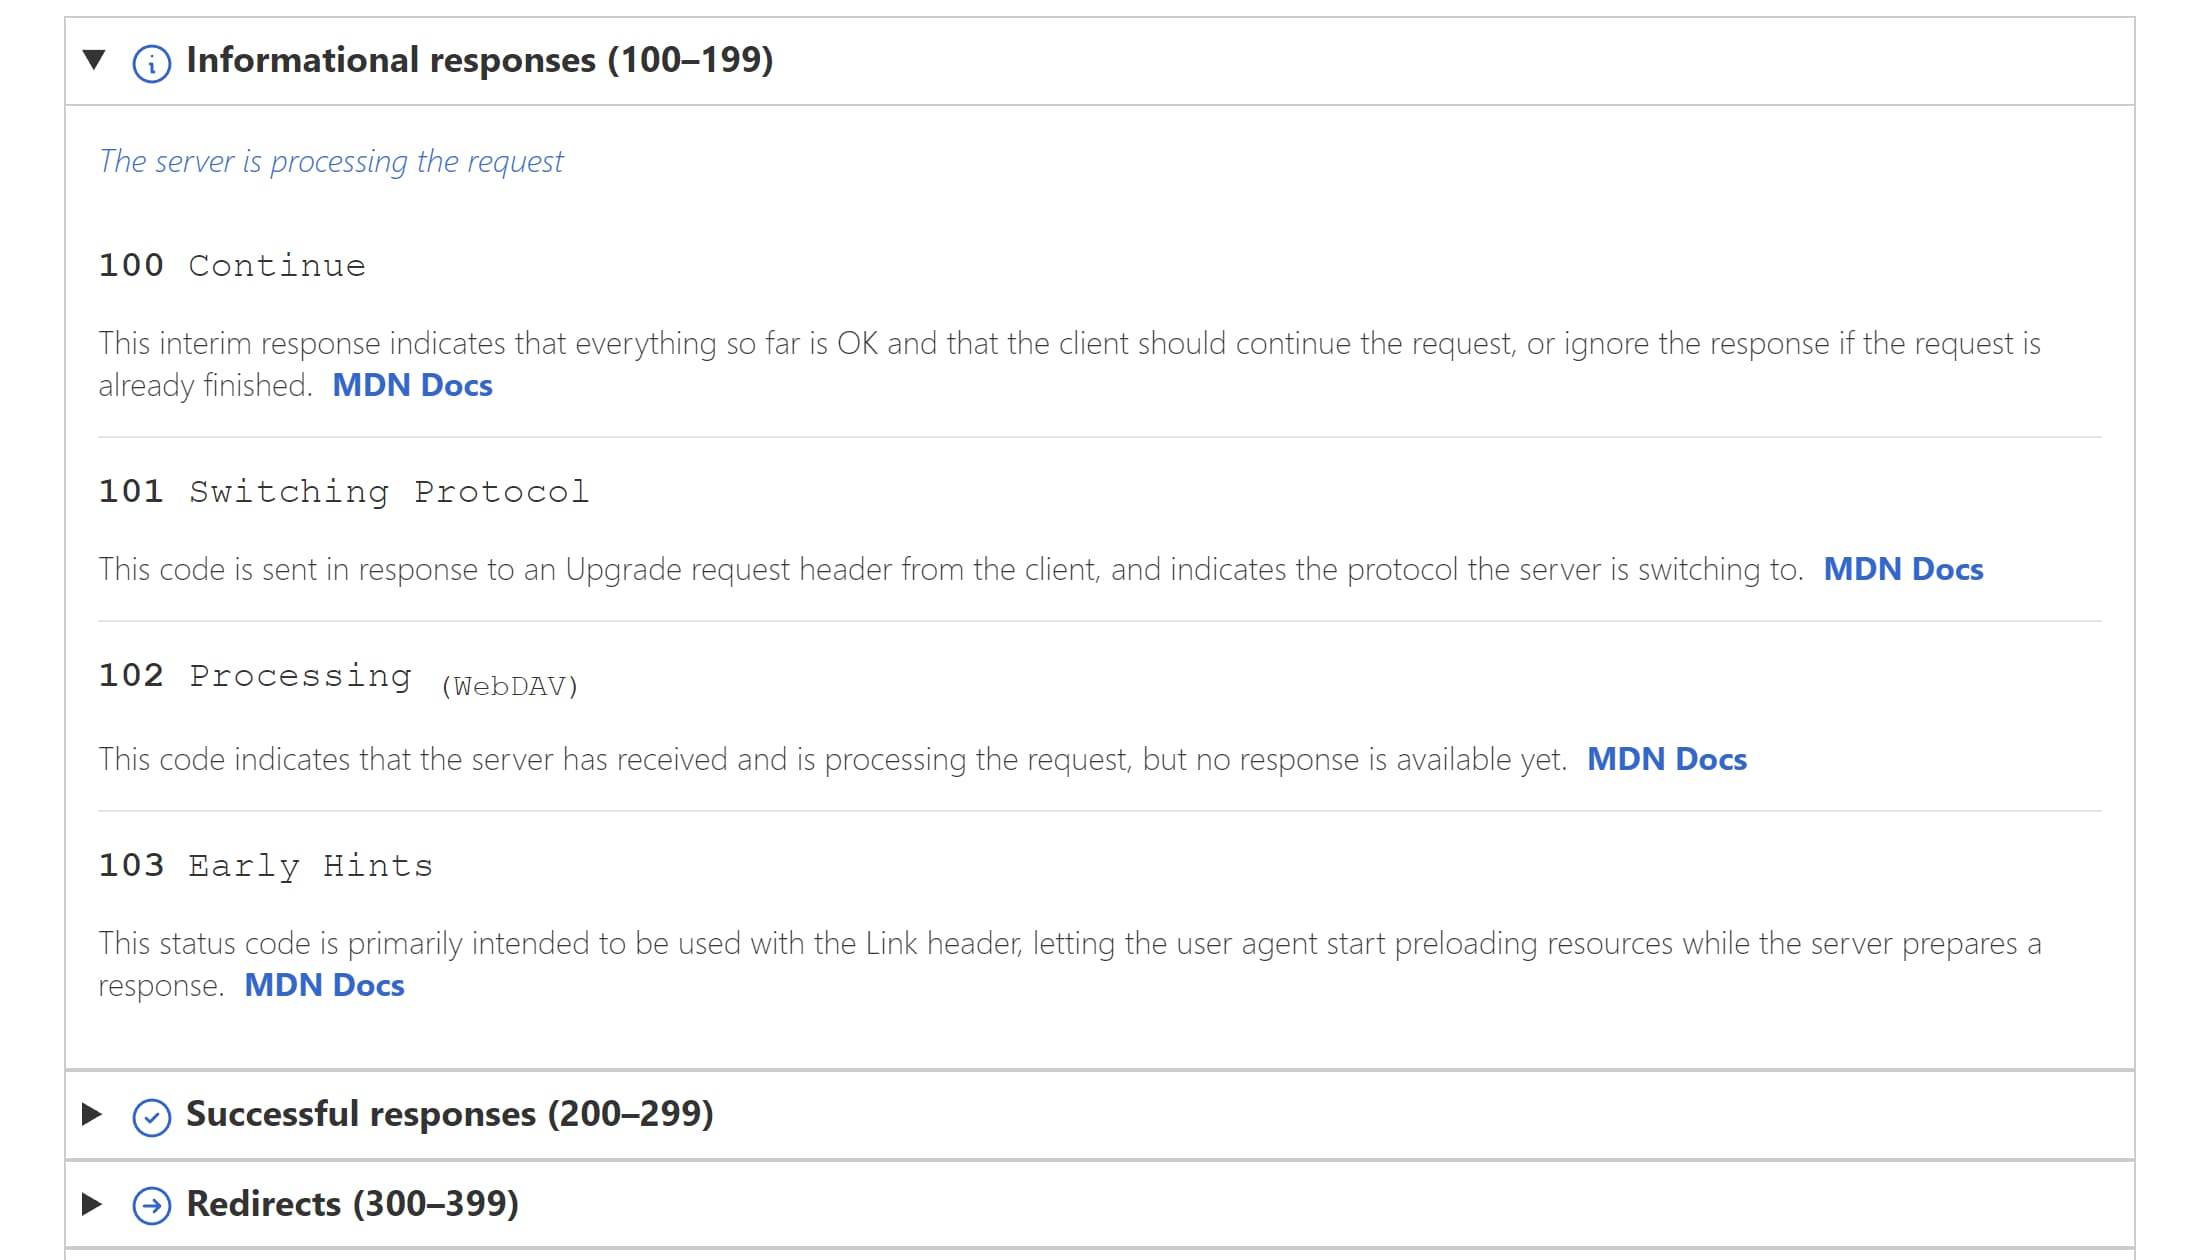 Informational responses (100–199)
The server is processing the request
100 Continue
This interim response indicates that everything so far is OK and that the client should continue the request, or ignore the response if the request is
already finished. MDN Docs
101 Switching Protocol
This code is sent in response to an Upgrade request header from the client, and indicates the protocol the server is switching to. MDN Docs
102 Processing (WebDAV)
This code indicates that the server has received and is processing the request, but no response is available yet. MDN Docs
103 Early Hints
This status code is primarily intended to be used with the Link header, letting the user agent start preloading resources while the server prepares a
response. MDN Docs
Successful responses (200–299)
Redirects (300–399)